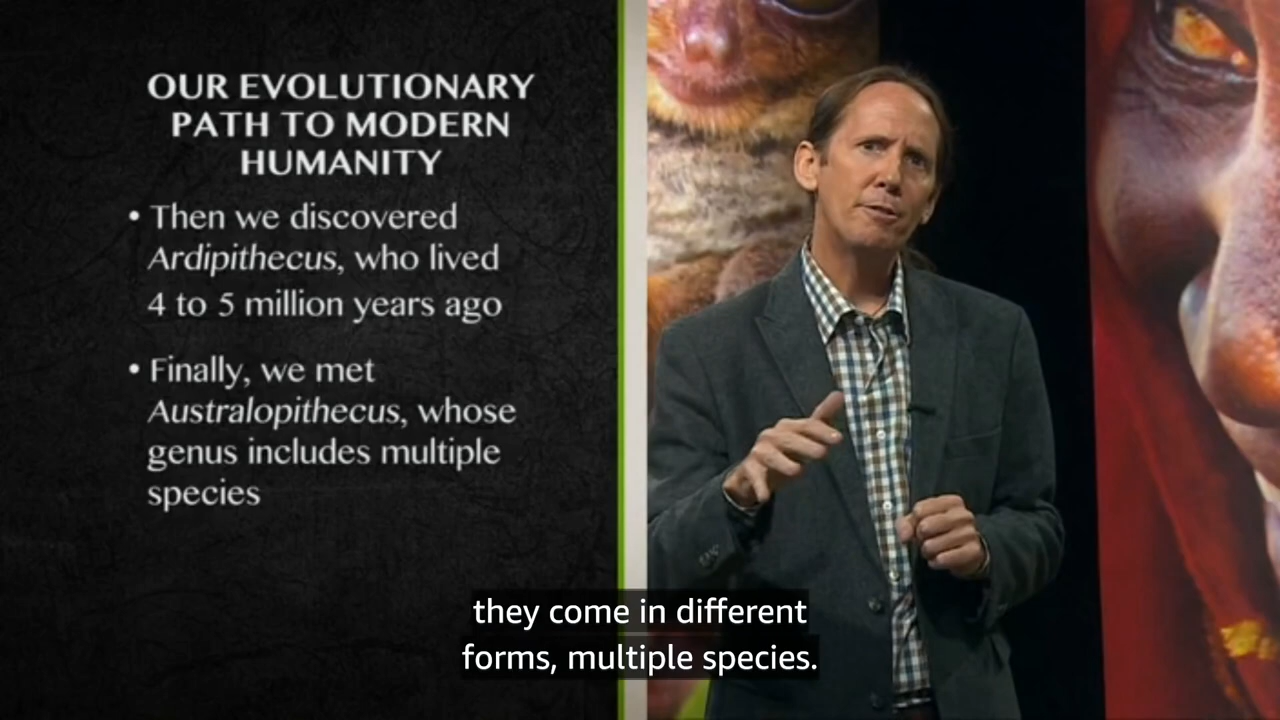 OUR EVOLUTIONARY
PATH TO MODERN
HUMANITY
• Then we discovered
Ardipithecus, who lived
4 to 5 million years ago
• Finally, we met
Australopithecus, whose
genus includes multiple
species
they come in different
forms, multiple species.